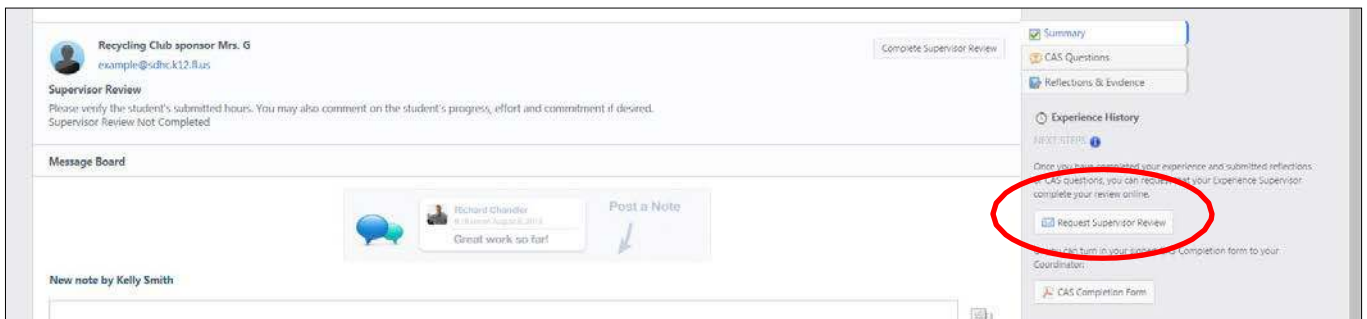 Recycling Club sponsor Mrs. G
example@sdhc.k12.fl.us
Complete Supervisor Review
Supervisor Review
Please verify the student's submitted hours. You may also comment on the student's progress, effort and commitment if desired.
Supervisor Review Not Completed
Message Board
Richard Chandler
Great work so far!
Post a Note
New note by Kelly Smith
Summary
CAS Questions
Reflections & Evidence
Experience History
NEXT STEPS
Once you have completed your experience and submitted reflections
or CAS questions, you can request that your Experience Supervisor
complete your review online.
Request Supervisor Review
you can turn in your signed Completion form to your
Coordinator:
CAS Completion Form